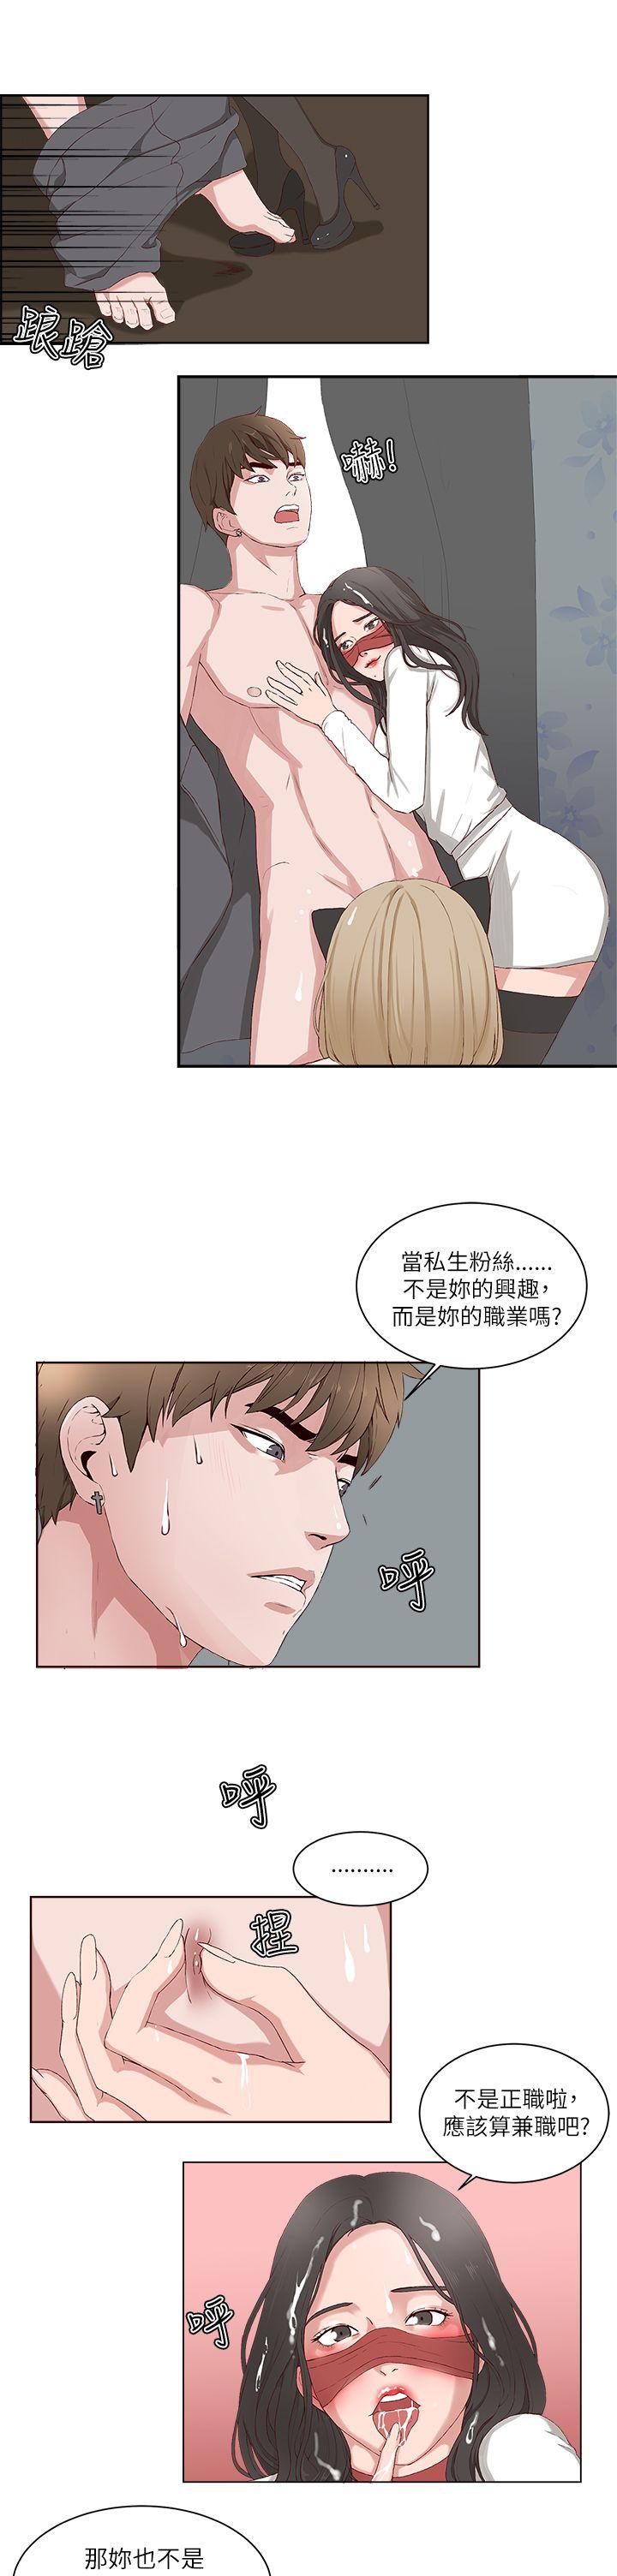 踉蹌
嚇!
當私生粉絲......
不是妳的興趣,
而是妳的職業嗎?
呼
呼
..........
捏
不是正職啦,
應該算兼職吧?
呼
那妳也不是